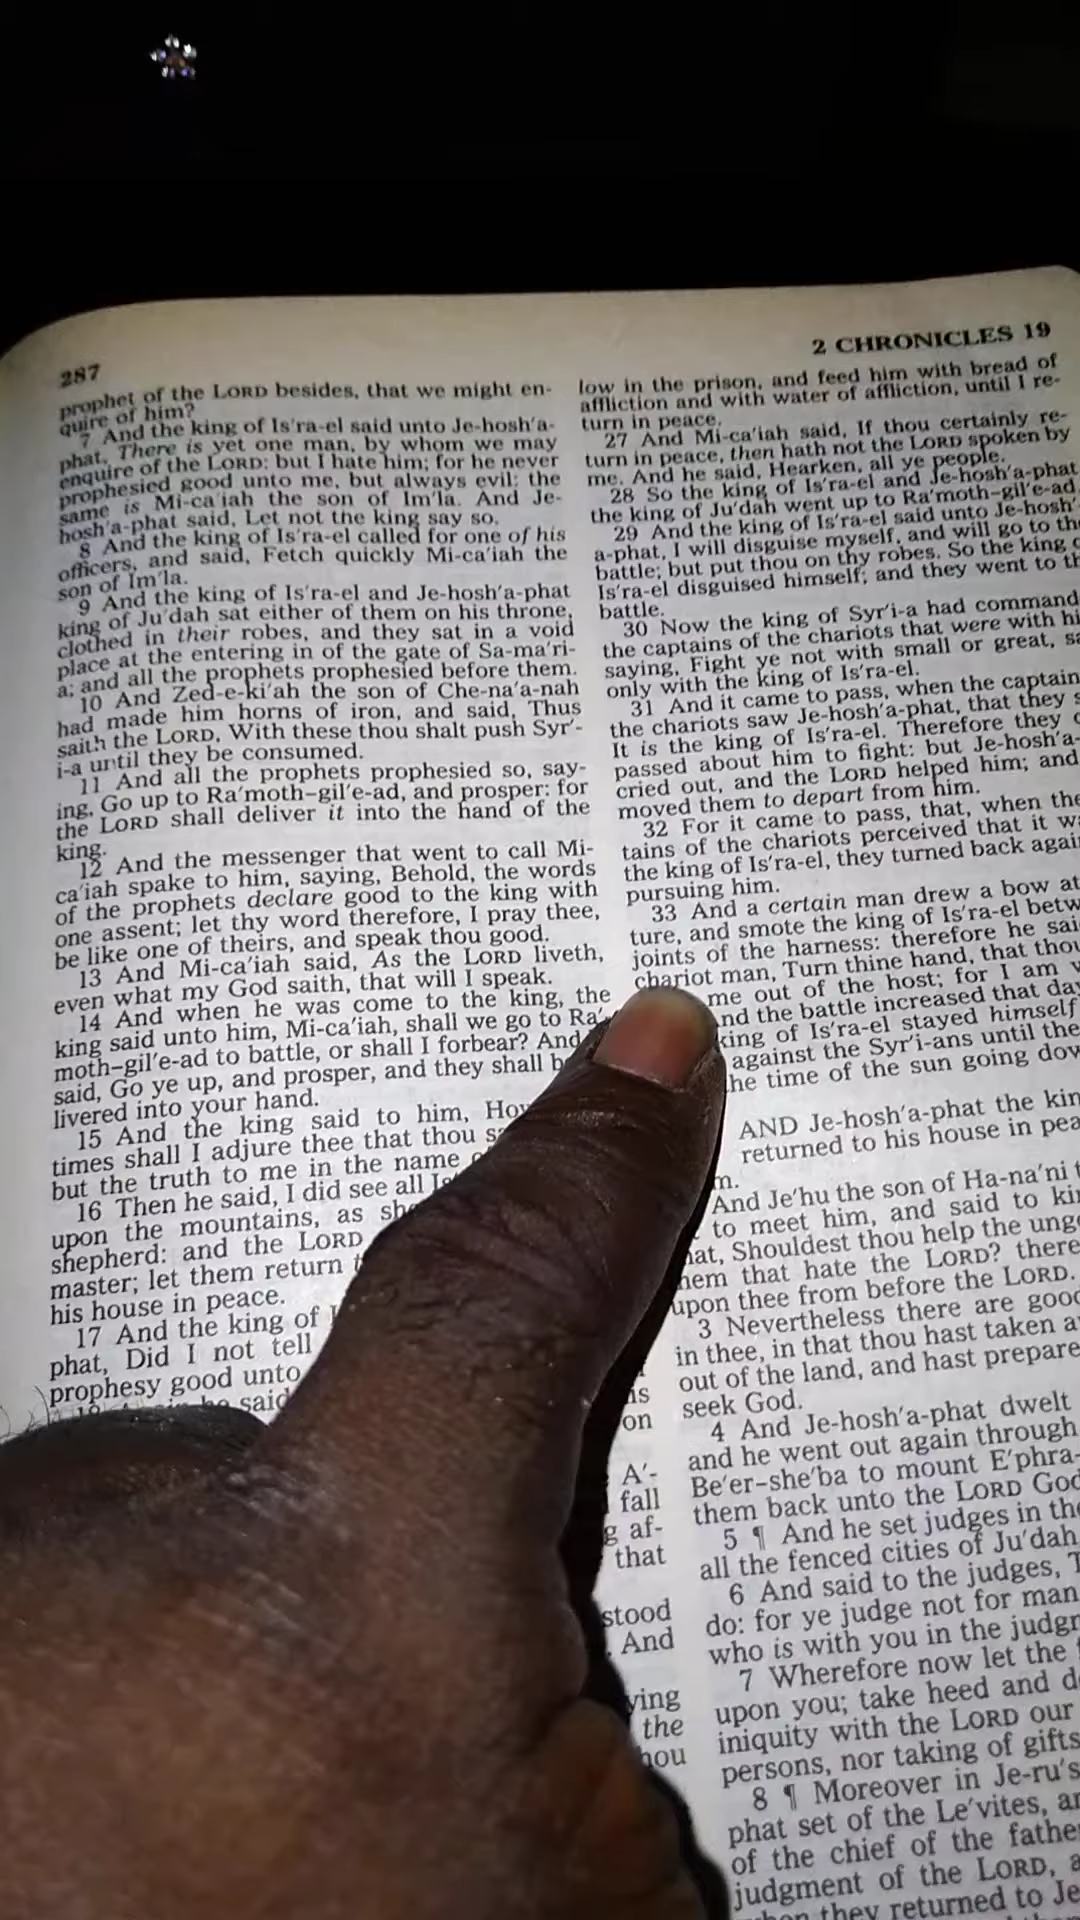 287
2 CHRONICLES 19
prophet of the LORD besides, that we might en-
quire of him?
7 And the king of Is′ra-el said unto Je-hosh′a-
phat, There is yet one man, by whom we may
enquire of the LORD: but I hate him; for he never
prophesied good unto me, but always evil: the
same is Mi-ca′iah the son of Im′la. And Je-
hosh′a-phat said, Let not the king say so.
8 And the king of Is′ra-el called for one of his
officers, and said, Fetch quickly Mi-ca′iah the
son of Im′la.
9 And the king of Is′ra-el and Je-hosh′a-phat
king of Ju′dah sat either of them on his throne,
clothed in their robes, and they sat in a void
place at the entering in of the gate of Sa-ma′ri-
a; and all the prophets prophesied before them.
10 And Zed-e-ki′ah the son of Che-na′a-nah
had made him horns of iron, and said, Thus
saith the LORD, With these thou shalt push Syr′-
i-a until they be consumed.
11 And all the prophets prophesied so, say-
ing, Go up to Ra′moth–gil′e-ad, and prosper: for
the LORD shall deliver it into the hand of the
king.
12 And the messenger that went to call Mi-
ca′iah spake to him, saying, Behold, the words
of the prophets declare good to the king with
one assent; let thy word therefore, I pray thee,
be like one of theirs, and speak thou good.
13 And Mi-ca′iah said, As the LORD liveth,
even what my God saith, that will I speak.
14 And when he was come to the king, the
king said unto him, Mi-ca′iah, shall we go to Ra′-
moth–gil′e-ad to battle, or shall I forbear? And
said, Go ye up, and prosper, and they shall b
livered into your hand.
15 And the king said to him, How
times shall I adjure thee that thou s
but the truth to me in the name
16 Then he said, I did see all Is
upon the mountains, as she
shepherd: and the LORD
master; let them return
his house in peace.
17 And the king of
phat, Did I not tell
prophesy good unto
said
low in the prison, and feed him with bread of
affliction and with water of affliction, until I re-
turn in peace.
27 And Mi-ca′iah said, If thou certainly re-
turn in peace, then hath not the LORD spoken by
me. And he said, Hearken, all ye people.
28 So the king of Is′ra-el and Je-hosh′a-phat
the king of Ju′dah went up to Ra′moth–gil′e-ad.
29 And the king of Is′ra-el said unto Je-hosh′-
a-phat, I will disguise myself, and will go to the
battle; but put thou on thy robes. So the king o
Is′ra-el disguised himself; and they went to th
battle.
30 Now the king of Syr′i-a had command
the captains of the chariots that were with hi
saying, Fight ye not with small or great, sa
only with the king of Is′ra-el.
31 And it came to pass, when the captain
the chariots saw Je-hosh′a-phat, that they s
It is the king of Is′ra-el. Therefore they c
passed about him to fight: but Je-hosh′a-
cried out, and the LORD helped him; and
moved them to depart from him.
32 For it came to pass, that, when the
tains of the chariots perceived that it wa
the king of Is′ra-el, they turned back agai
pursuing him.
33 And a certain man drew a bow at
ture, and smote the king of Is′ra-el betw
joints of the harness: therefore he sai
chariot man, Turn thine hand, that thou
me out of the host; for I am w
nd the battle increased that day
king of Is′ra-el stayed himself
against the Syr′i-ans until the
he time of the sun going dow
AND Je-hosh′a-phat the kin
returned to his house in pea
m.
And Je′hu the son of Ha-na′ni
to meet him, and said to kin
hat, Shouldest thou help the ungo
hem that hate the LORD? there
upon thee from before the LORD.
3 Nevertheless there are good
in thee, in that thou hast taken a
out of the land, and hast prepare
seek God.
4 And Je-hosh′a-phat dwelt
and he went out again through
Be′er–she′ba to mount E′phra-
them back unto the LORD God
5 ¶ And he set judges in the
all the fenced cities of Ju′dah,
6 And said to the judges, T
do: for ye judge not for man
who is with you in the judgm
7 Wherefore now let the
upon you; take heed and d
iniquity with the LORD our
persons, nor taking of gifts
8 ¶ Moreover in Je-ru′s
phat set of the Le′vites, an
of the chief of the fathe
judgment of the LORD, a
they returned to Je
is
on
A′-
fall
g af-
that
stood
And
ying
the
hou